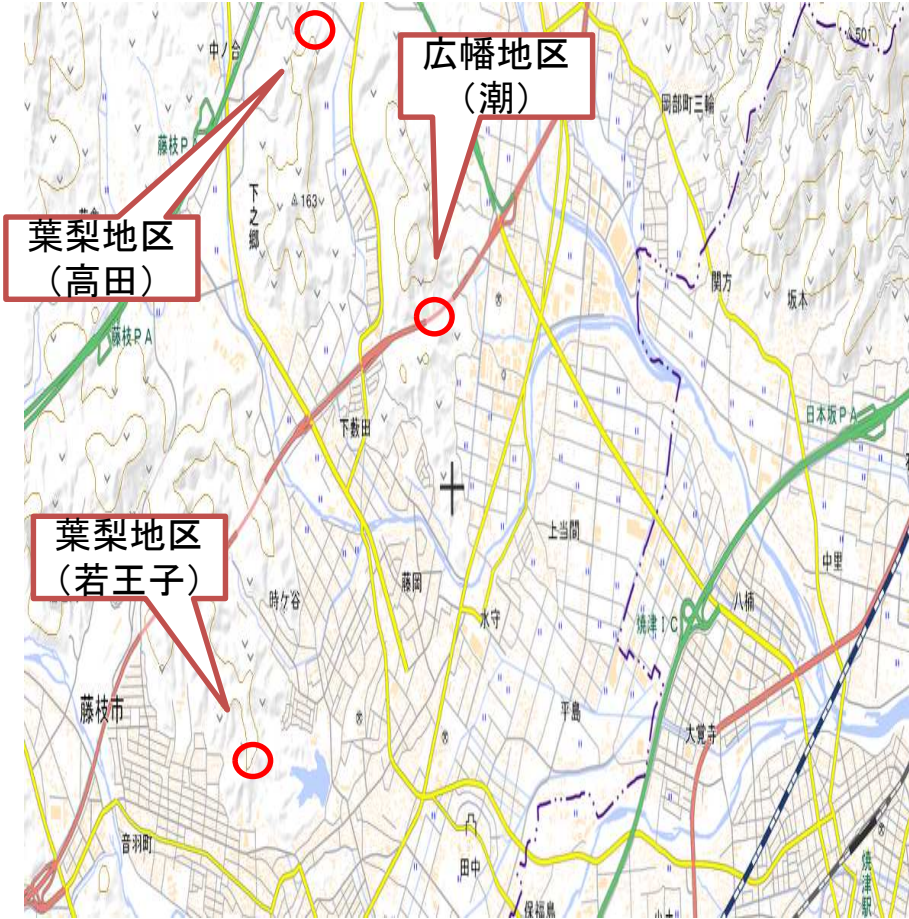 中ノ合
広幡地区
（潮）
501
岡部町三輪
藤枝P
下之郷
163
葉梨地区
（高田）
関方
坂本
藤枝PA
日本坂PA
下薮田
葉梨地区
（若王子）
上当間
中里
藤岡
時ケ谷
八楠
焼津IC
水守
藤枝市
平島
大覚寺
音羽町
田中
保福島
焼津駅